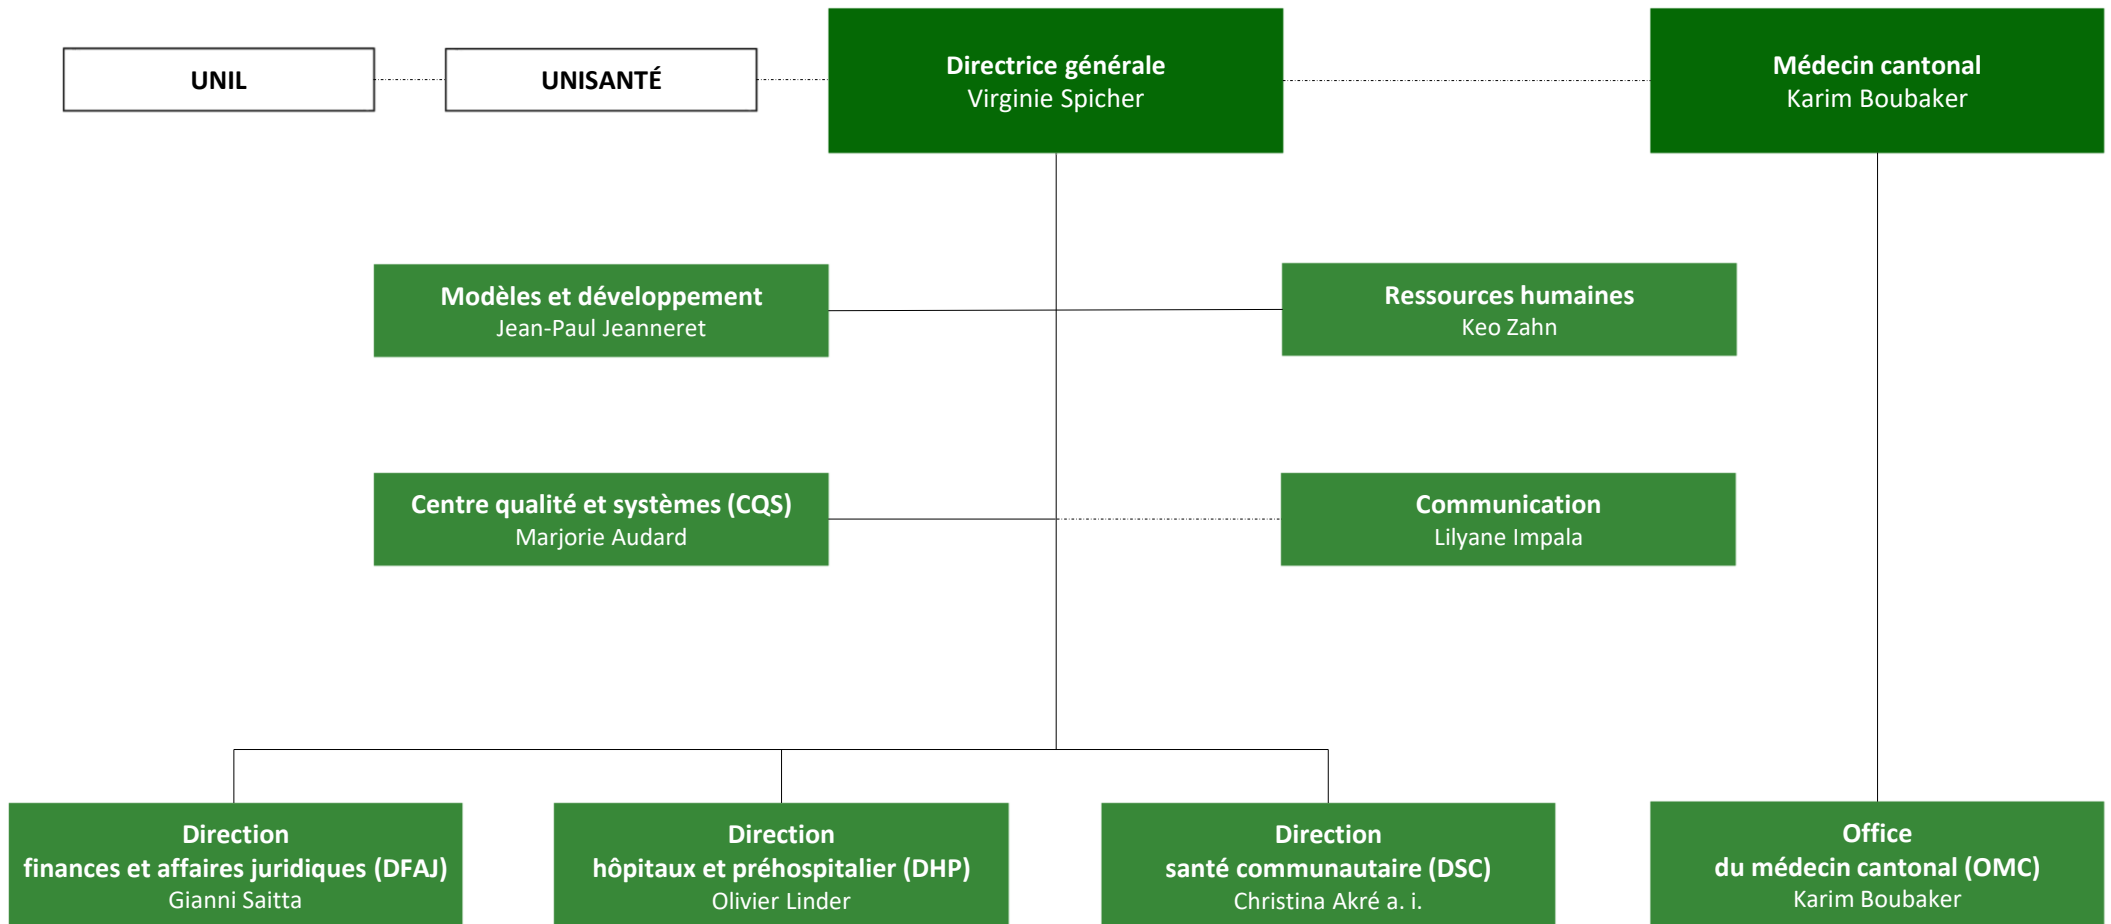 UNIL
UNISANTÉ
Directrice générale
Virginie Spicher
Médecin cantonal
Karim Boubaker
Modèles et développement
Jean-Paul Jeanneret
Ressources humaines
Keo Zahn
Centre qualité et systèmes (CQS)
Marjorie Audard
Communication
Lilyane Impala
Direction
finances et affaires juridiques (DFAJ)
Gianni Saitta
Direction
hôpitaux et préhospitalier (DHP)
Olivier Linder
Direction
santé communautaire (DSC)
Christina Akré a. i.
Office
du médecin cantonal (OMC)
Karim Boubaker